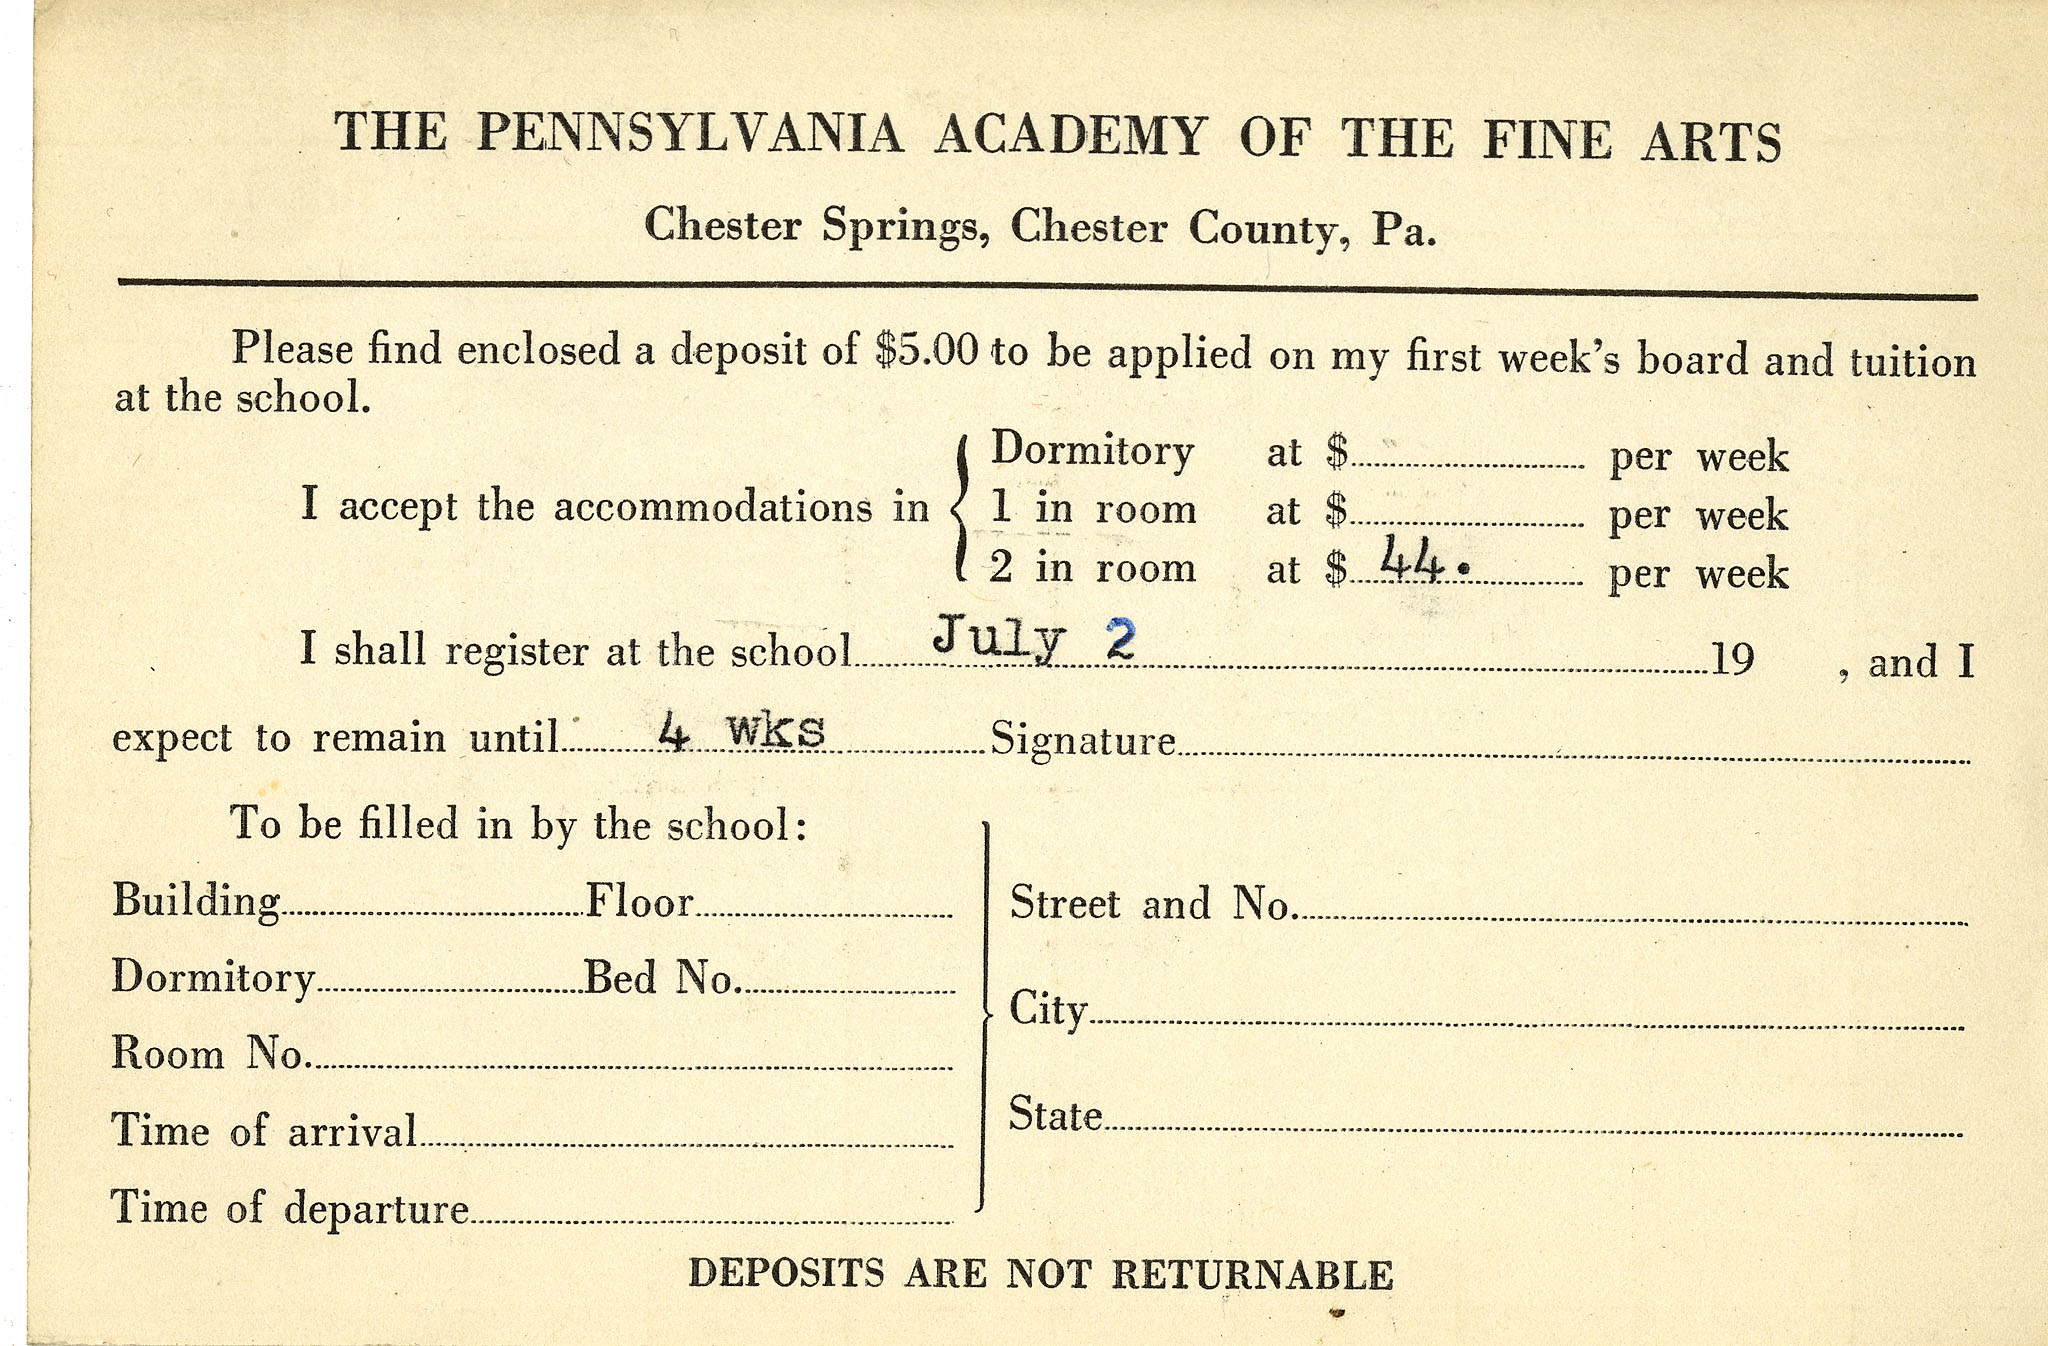 THE PENNSYLVANIA ACADEMY OF THE FINE ARTS
Chester Springs, Chester County, Pa.
Please find enclosed a deposit of $5.00 to be applied on my first week's board and tuition
at the school.
I accept the accommodations in
Dormitory at $ per week
1 in room at $ per week
2 in room at $ 44. per week
I shall register at the school July 2 19 , and I
expect to remain until 4 wks Signature
To be filled in by the school:
Building Floor
Dormitory Bed No.
Room No.
Time of arrival
Time of departure
Street and No.
City
State
DEPOSITS ARE NOT RETURNABLE